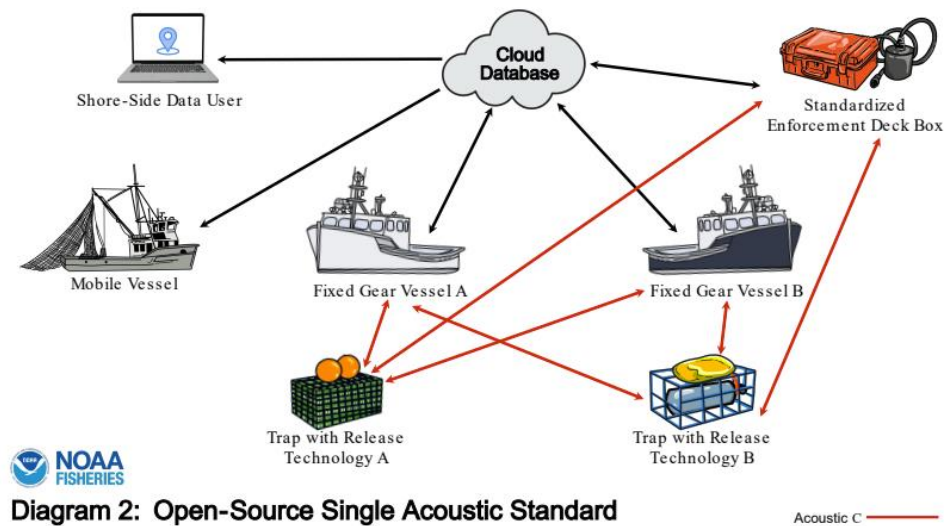 Cloud
Database
Shore-Side Data User
Standardized
Enforcement Deck Box
Mobile Vessel
Fixed Gear Vessel A
Fixed Gear Vessel B
Trap with Release
Technology A
Trap with Release
Technology B
NOAA
FISHERIES
Diagram 2: Open-Source Single Acoustic Standard
Acoustic C